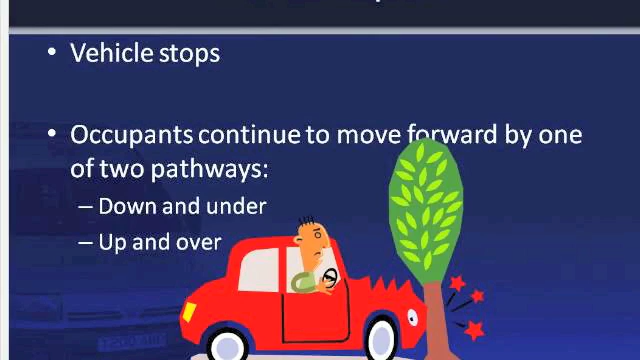 • Vehicle stops
• Occupants continue to move forward by one
of two pathways:
– Down and under
– Up and over